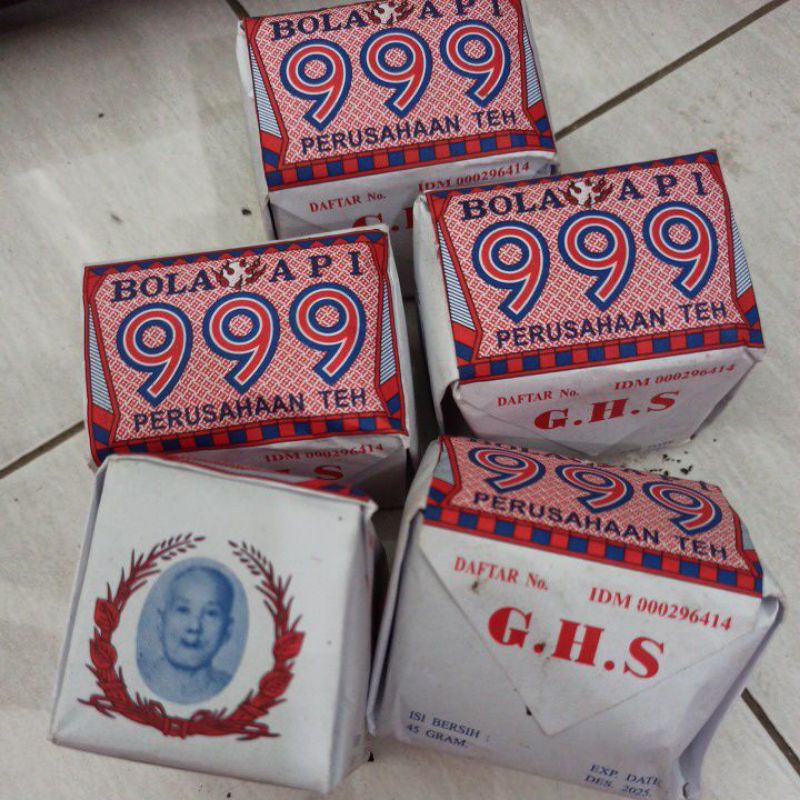 BOLA API
999
PERUSAHAAN TEH
DAFTAR No. IDM 000296414
G.H.S
BOLA API
999
PERUSAHAAN TEH
DAFTAR No. IDM 000296414
G.H.S
BOLA API
999
PERUSAHAAN TEH
IDM 000296414
G.H.S
BOLA API
999
PERUSAHAAN TEH
DAFTAR No. IDM 000296414
G.H.S
ISI BERSIH :
45 GRAM.
EXP. DATE
DES. 2025.